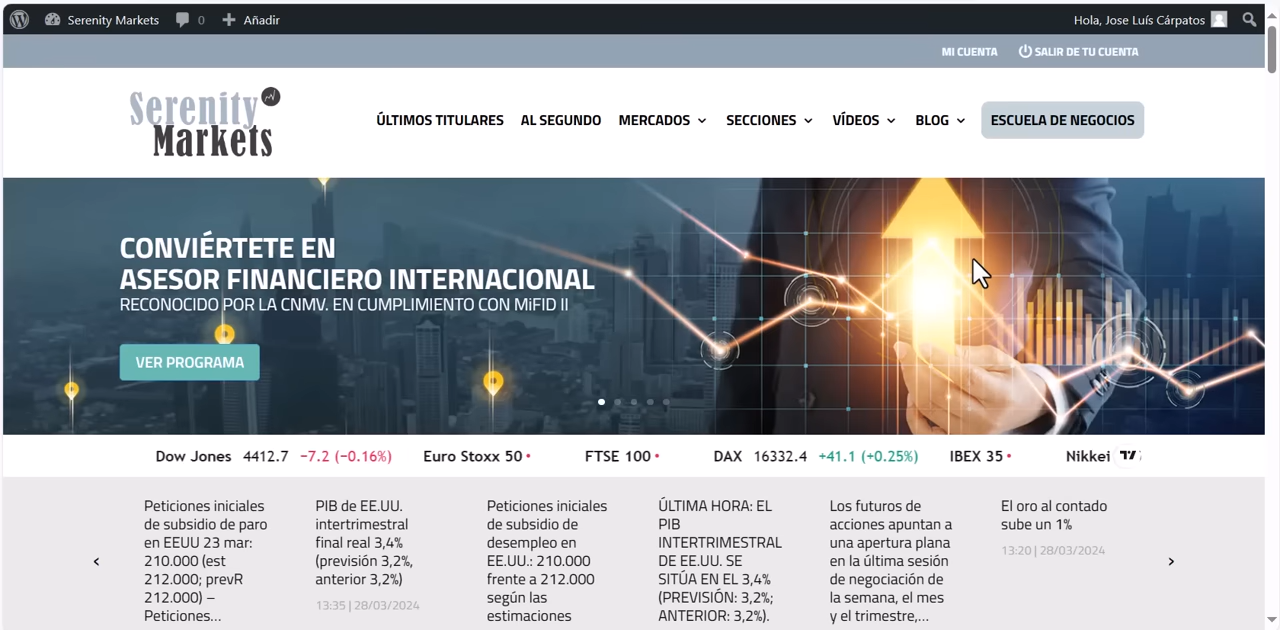 Serenity Markets 0 Añadir Hola, Jose Luís Cárpatos
MI CUENTA SALIR DE TU CUENTA
Serenity
Markets
ÚLTIMOS TITULARES AL SEGUNDO MERCADOS SECCIONES VÍDEOS BLOG ESCUELA DE NEGOCIOS
CONVIÉRTETE EN
ASESOR FINANCIERO INTERNACIONAL
RECONOCIDO POR LA CNMV. EN CUMPLIMIENTO CON MiFID II
VER PROGRAMA
Dow Jones 4412.7 −7.2 (−0.16%) Euro Stoxx 50 FTSE 100 DAX 16332.4 +41.1 (+0.25%) IBEX 35 Nikkei
Peticiones iniciales
de subsidio de paro
en EEUU 23 mar:
210.000 (est
212.000; prevR
212.000) –
Peticiones...
PIB de EE.UU.
intertrimestral
final real 3,4%
(previsión 3,2%,
anterior 3,2%)
13:35 | 28/03/2024
Peticiones iniciales
de subsidio de
desempleo en
EE.UU.: 210.000
frente a 212.000
según las
estimaciones
ÚLTIMA HORA: EL
PIB
INTERTRIMESTRAL
DE EE.UU. SE
SITÚA EN EL 3,4%
(PREVISIÓN: 3,2%;
ANTERIOR: 3,2%).
Los futuros de
acciones apuntan a
una apertura plana
en la última sesión
de negociación de
la semana, el mes
y el trimestre,...
El oro al contado
sube un 1%
13:20 | 28/03/2024